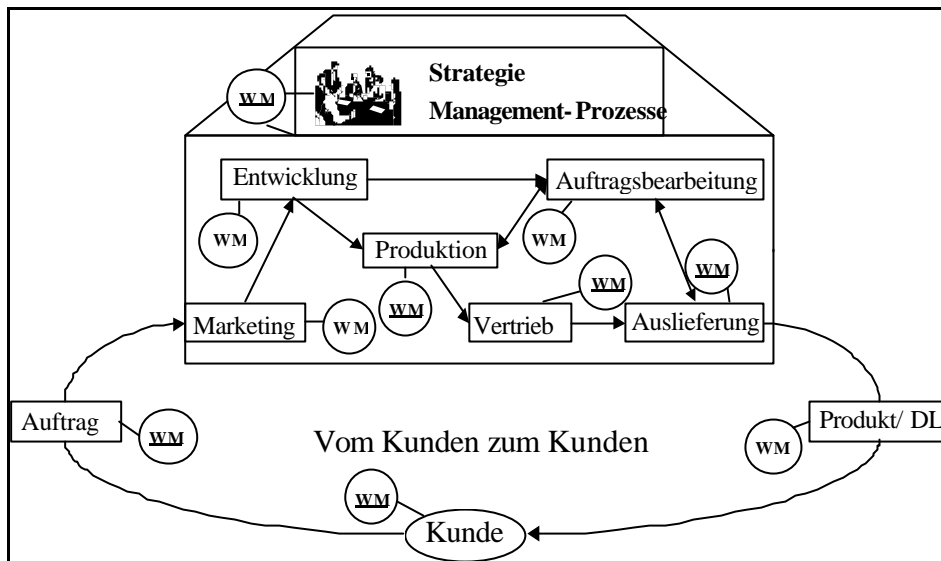 Strategie
WM
Management-Prozesse
Entwicklung
Auftragsbearbeitung
WM
WM
Produktion
WM
WM
WM
Marketing
WM
Vertrieb
Auslieferung
Auftrag
WM
Produkt/ DL
WM
Vom Kunden zum Kunden
WM
Kunde